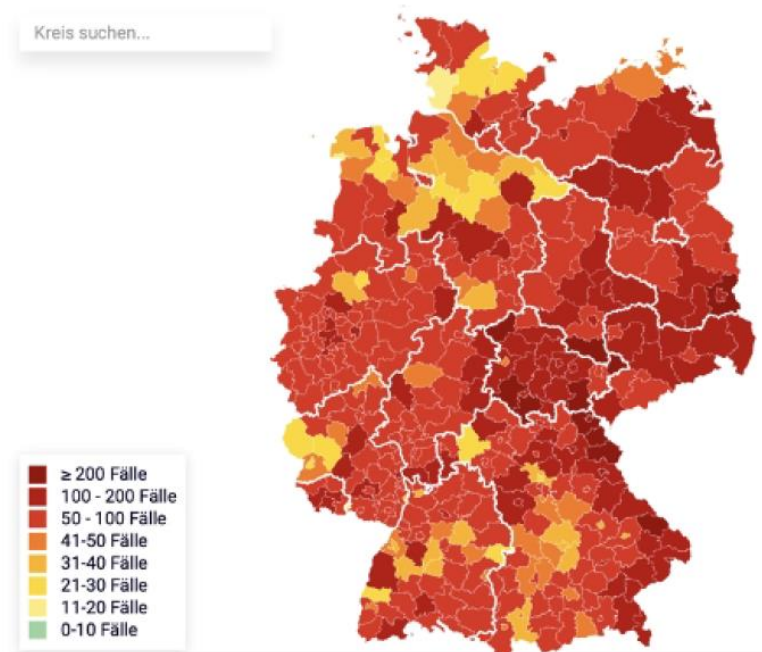 Kreis suchen...
≥ 200 Fälle
100 - 200 Fälle
50 - 100 Fälle
41-50 Fälle
31-40 Fälle
21-30 Fälle
11-20 Fälle
0-10 Fälle